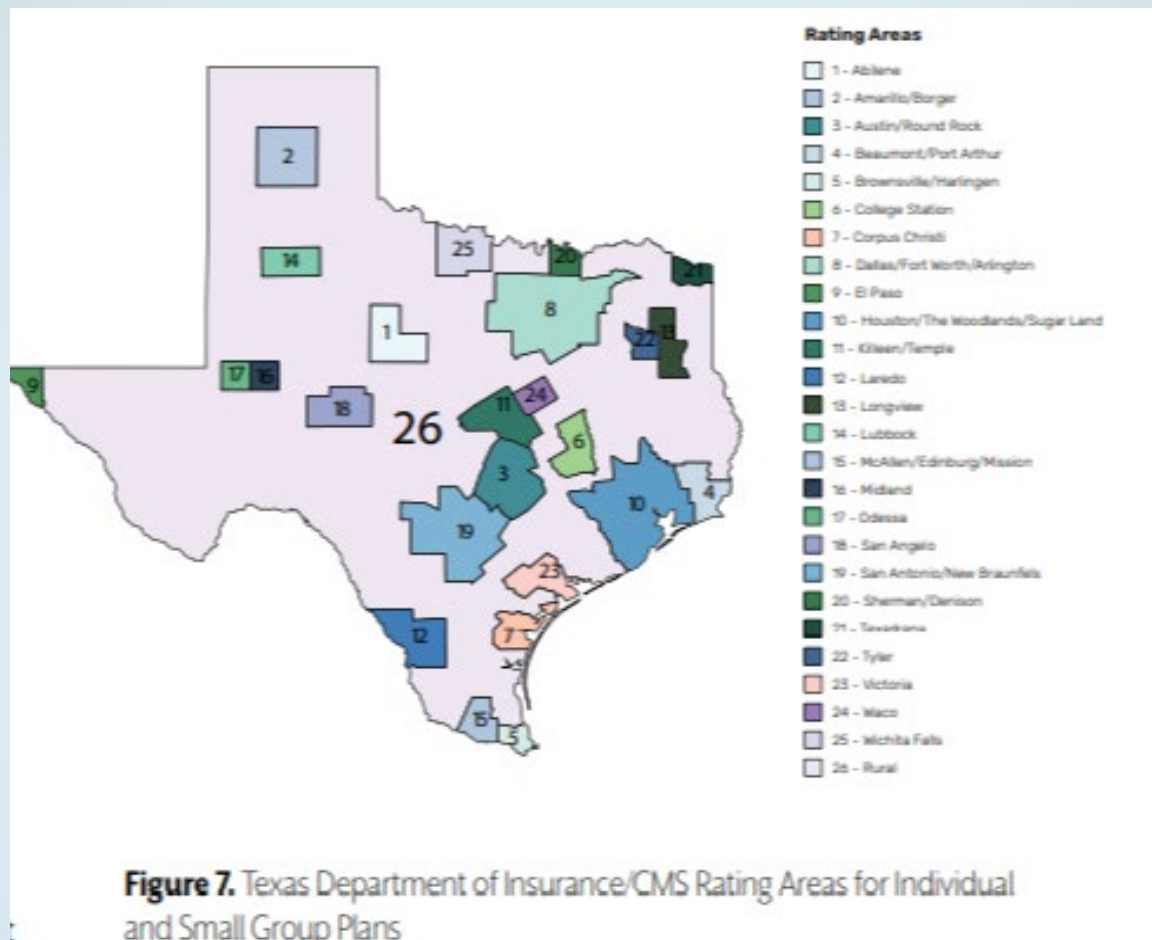 Rating Areas
1 - Abilene
2 - Amarillo/Borger
3 - Austin/Round Rock
4 - Beaumont/Port Arthur
5 - Brownsville/Harlingen
6 - College Station
7 - Corpus Christi
8 - Dallas/Fort Worth/Arlington
9 - El Paso
10 - Houston/The Woodlands/Sugar Land
11 - Killeen/Temple
12 - Laredo
13 - Longview
14 - Lubbock
15 - McAllen/Edinburg/Mission
16 - Midland
17 - Odessa
18 - San Angelo
19 - San Antonio/New Braunfels
20 - Sherman/Denison
21 - Texarkana
22 - Tyler
23 - Victoria
24 - Waco
25 - Wichita Falls
26 - Rural
2
25
20
21
14
8
1
13
22
9
17 16
18
24
11
26
6
3
4
10
19
23
12
7
15
5
Figure 7. Texas Department of Insurance/CMS Rating Areas for Individual
and Small Group Plans